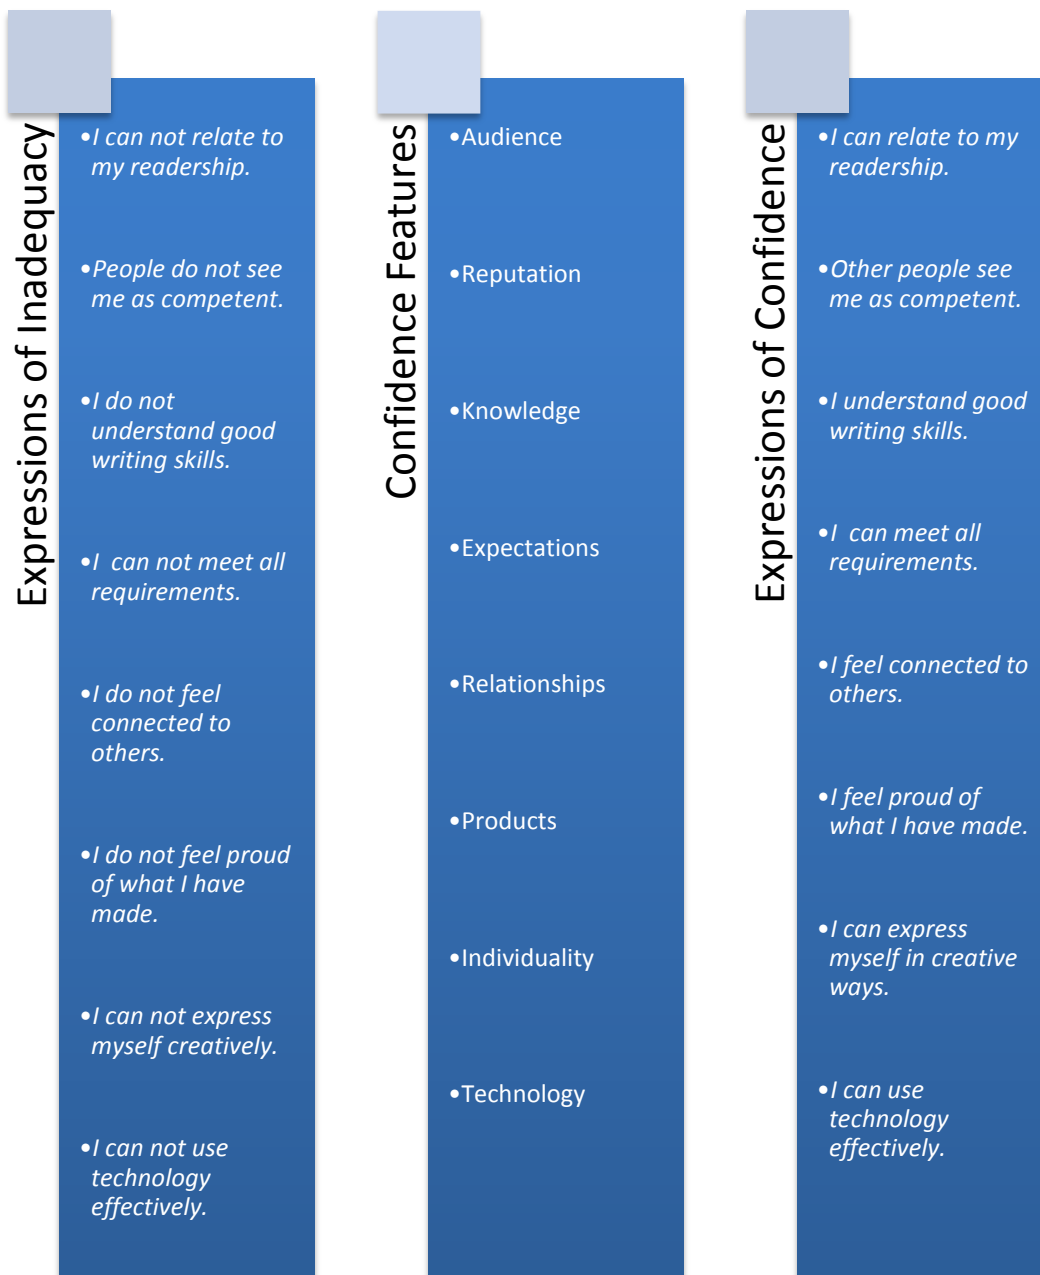 Expressions of Inadequacy
•I can not relate to
my readership.
•People do not see
me as competent.
•I do not
understand good
writing skills.
•I  can not meet all
requirements.
•I do not feel
connected to
others.
•I do not feel proud
of what I have
made.
•I can not express
myself creatively.
•I can not use
technology
effectively.
Confidence Features
•Audience
•Reputation
•Knowledge
•Expectations
•Relationships
•Products
•Individuality
•Technology
Expressions of Confidence
•I can relate to my
readership.
•Other people see
me as competent.
•I understand good
writing skills.
•I  can meet all
requirements.
•I feel connected to
others.
•I feel proud of
what I have made.
•I can express
myself in creative
ways.
•I can use
technology
effectively.